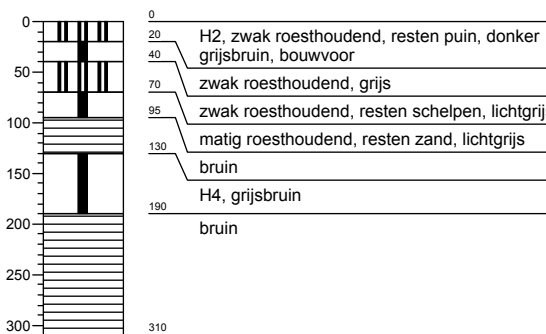 0
0
20
H2, zwak roesthoudend, resten puin, donker
grijsbruin, bouwvoor
40
zwak roesthoudend, grijs
50
70
zwak roesthoudend, resten schelpen, lichtgrij
95
matig roesthoudend, resten zand, lichtgrijs
100
130
bruin
150
H4, grijsbruin
190
bruin
200
250
300
310